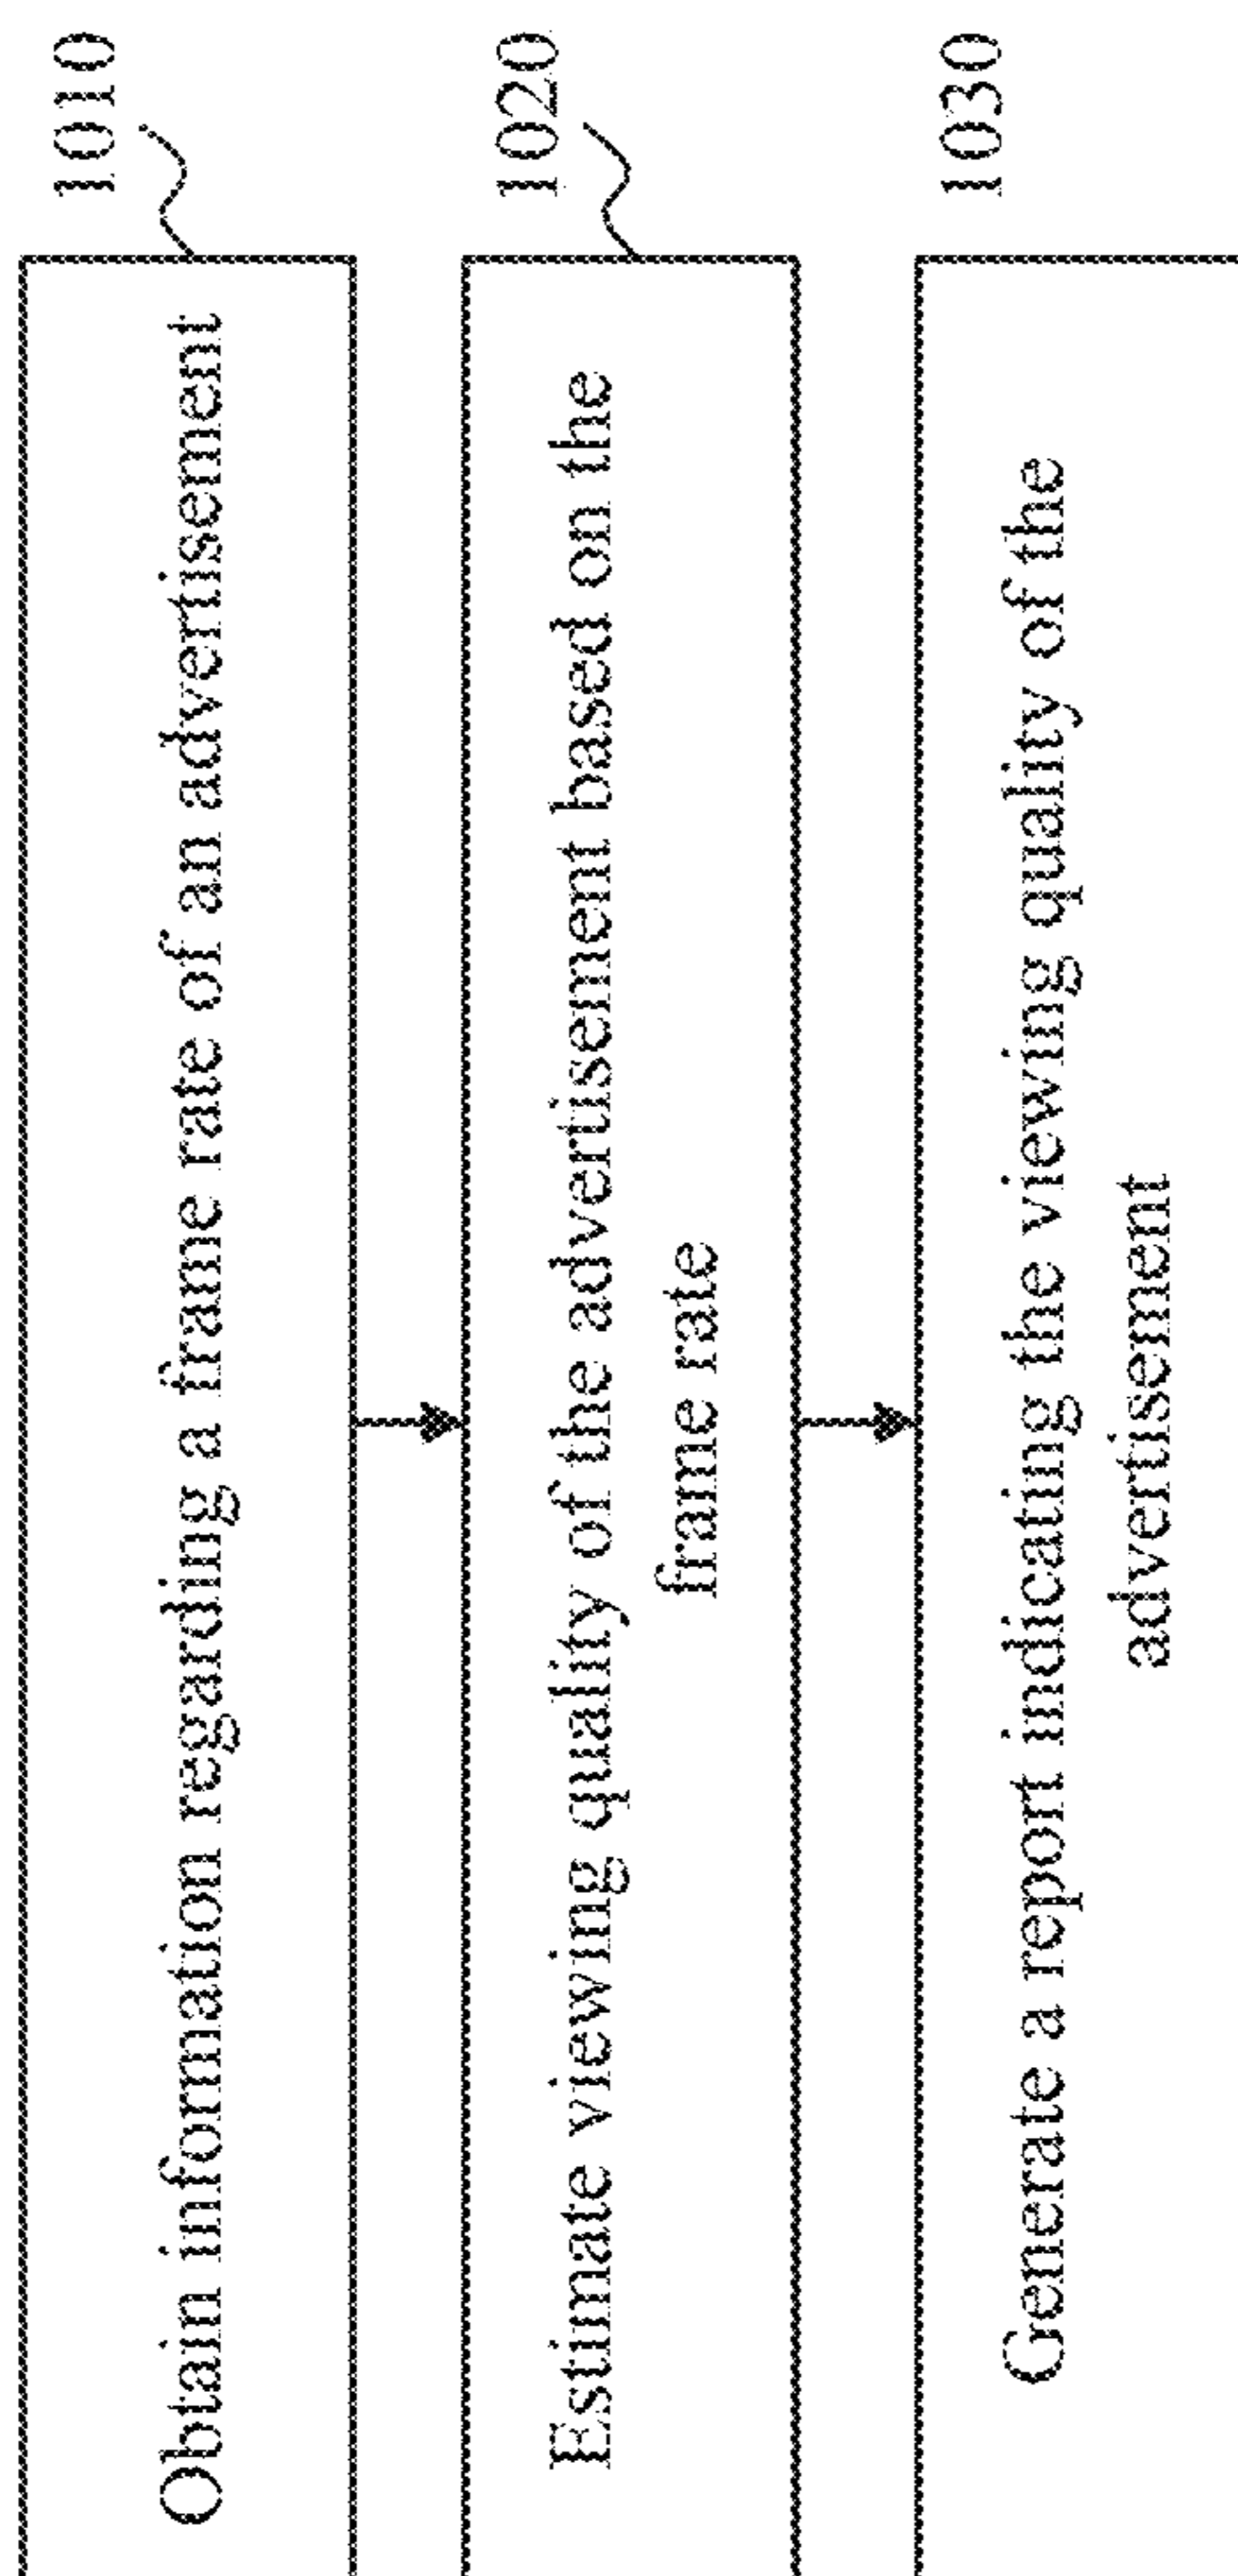 1010
Obtain information regarding a frame rate of an advertisement
1020
Estimate viewing quality of the advertisement based on the
frame rate
1030
Generate a report indicating the viewing quality of the
advertisement